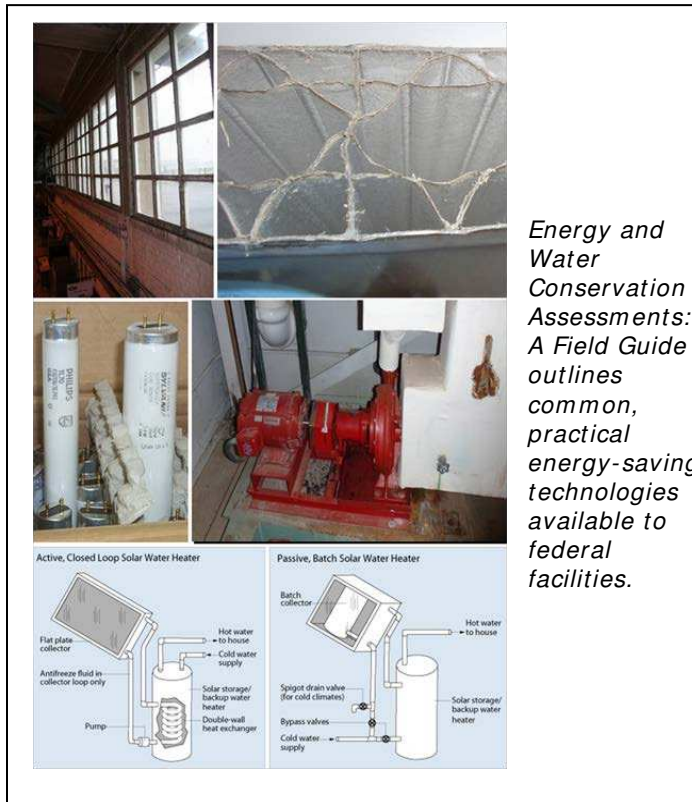 PHILIPS
SYLVANIA
Energy and
Water
Conservation
Assessments:
A Field Guide
outlines
common,
practical
energy-saving
technologies
available to
federal
facilities.
Active, Closed Loop Solar Water Heater
Flat plate
collector
Antifreeze fluid in
collector loop only
Pump
Hot water
to house
Cold water
supply
Solar storage/
backup water
heater
Double-wall
heat exchanger
Passive, Batch Solar Water Heater
Batch
collector
Spigot drain valve
(for cold climates)
Bypass valves
Cold water
supply
Hot water
to house
Solar storage/
backup water
heater